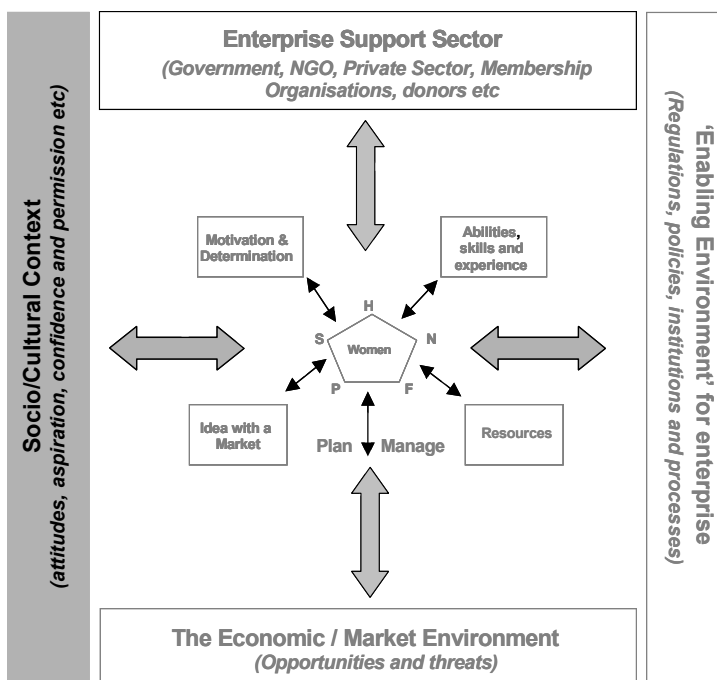 Enterprise Support Sector
(Government, NGO, Private Sector, Membership
Organisations, donors etc
Socio/Cultural Context
(attitudes, aspiration, confidence and permission etc)
Motivation &
Determination
Abilities,
skills and
experience
H
S
Women
N
P
F
Idea with a
Market
Plan
Manage
Resources
'Enabling Environment' for enterprise
(Regulations, policies, institutions and processes)
The Economic / Market Environment
(Opportunities and threats)